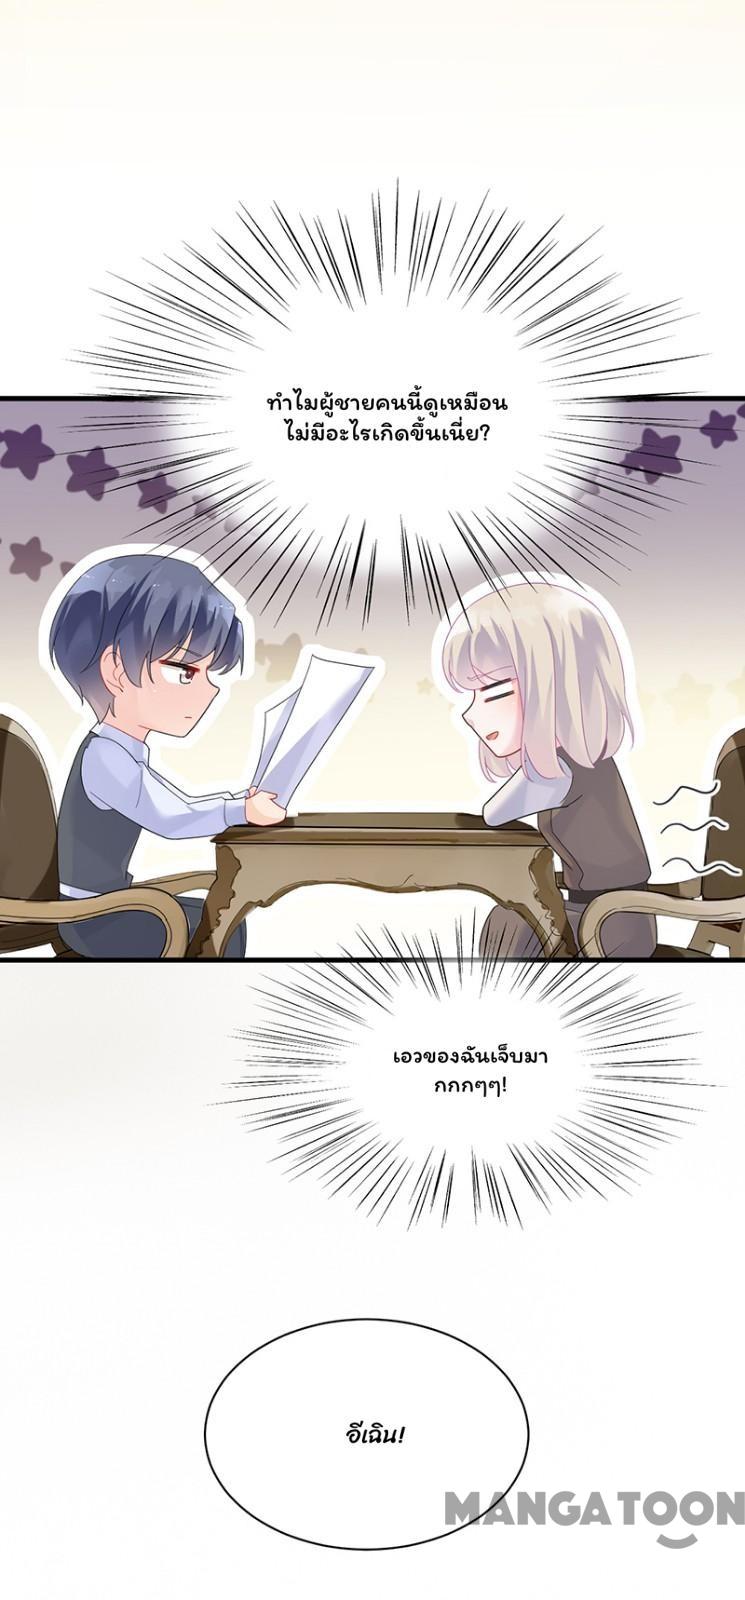 ทำไมผู้ชายคนนี้ดูเหมือน
ไม่มีอะไรเกิดขึ้นเนี่ย?
เอวของฉันเจ็บมา
กกกๆๆ!
อีเฉิน!
MANGATOON